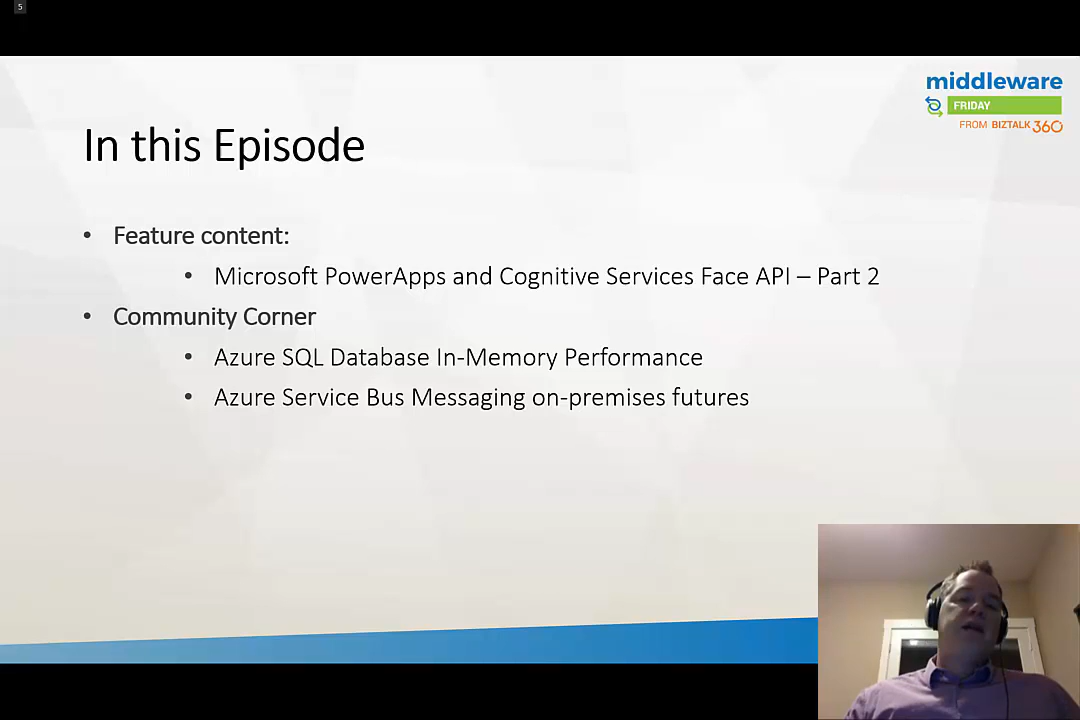 5
middleware
FRIDAY
FROM BIZTALK 360
In this Episode
• Feature content:
• Microsoft PowerApps and Cognitive Services Face API – Part 2
• Community Corner
• Azure SQL Database In-Memory Performance
• Azure Service Bus Messaging on-premises futures